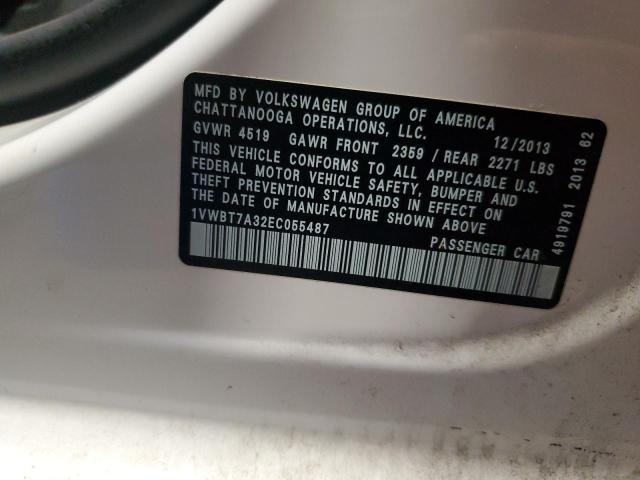 MFD BY VOLKSWAGEN GROUP OF AMERICA
CHATTANOOGA OPERATIONS, LLC. 12/2013
GVWR 4519 GAWR FRONT 2359 / REAR 2271 LBS
THIS VEHICLE CONFORMS TO ALL APPLICABLE U.S.
FEDERAL MOTOR VEHICLE SAFETY, BUMPER AND
THEFT PREVENTION STANDARDS IN EFFECT ON
THE DATE OF MANUFACTURE SHOWN ABOVE
1VWBT7A32EC055487
PASSENGER CAR
4919791 2013 62